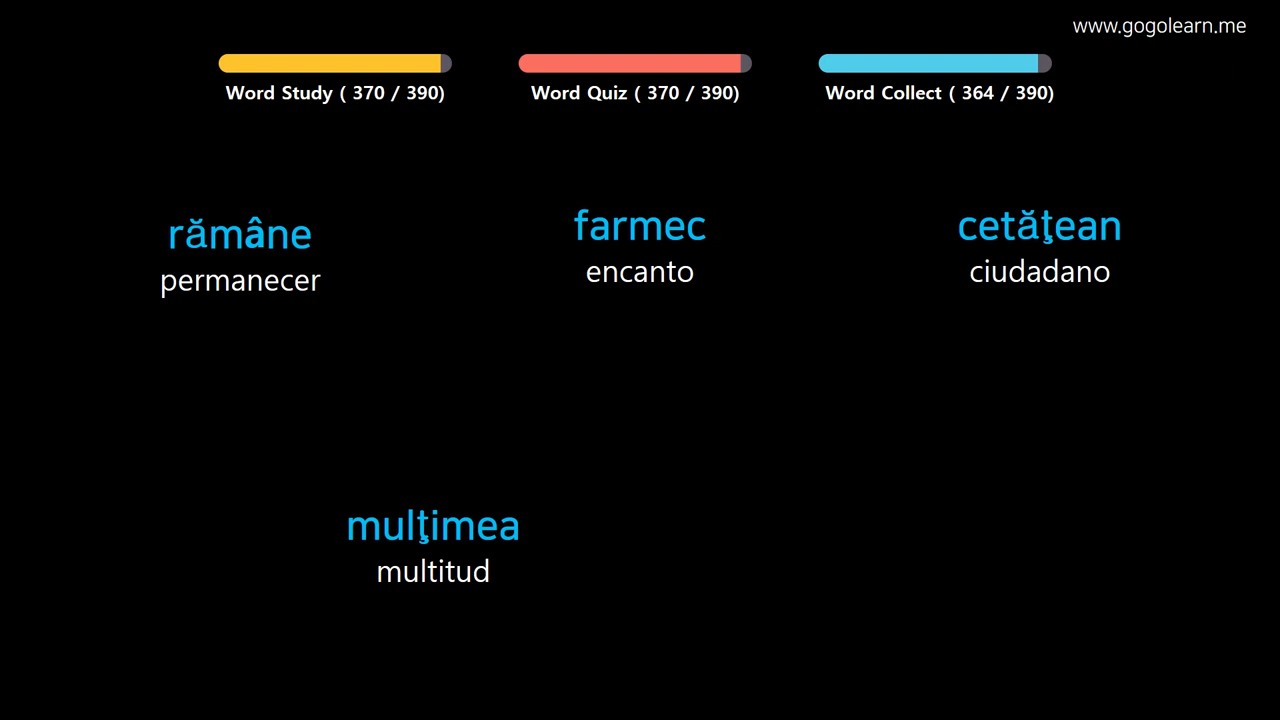 www.gogolearn.me
Word Study ( 370 / 390)
Word Quiz ( 370 / 390)
Word Collect ( 364 / 390)
rămâne
permanecer
farmec
encanto
cetăţean
ciudadano
mulţimea
multitud